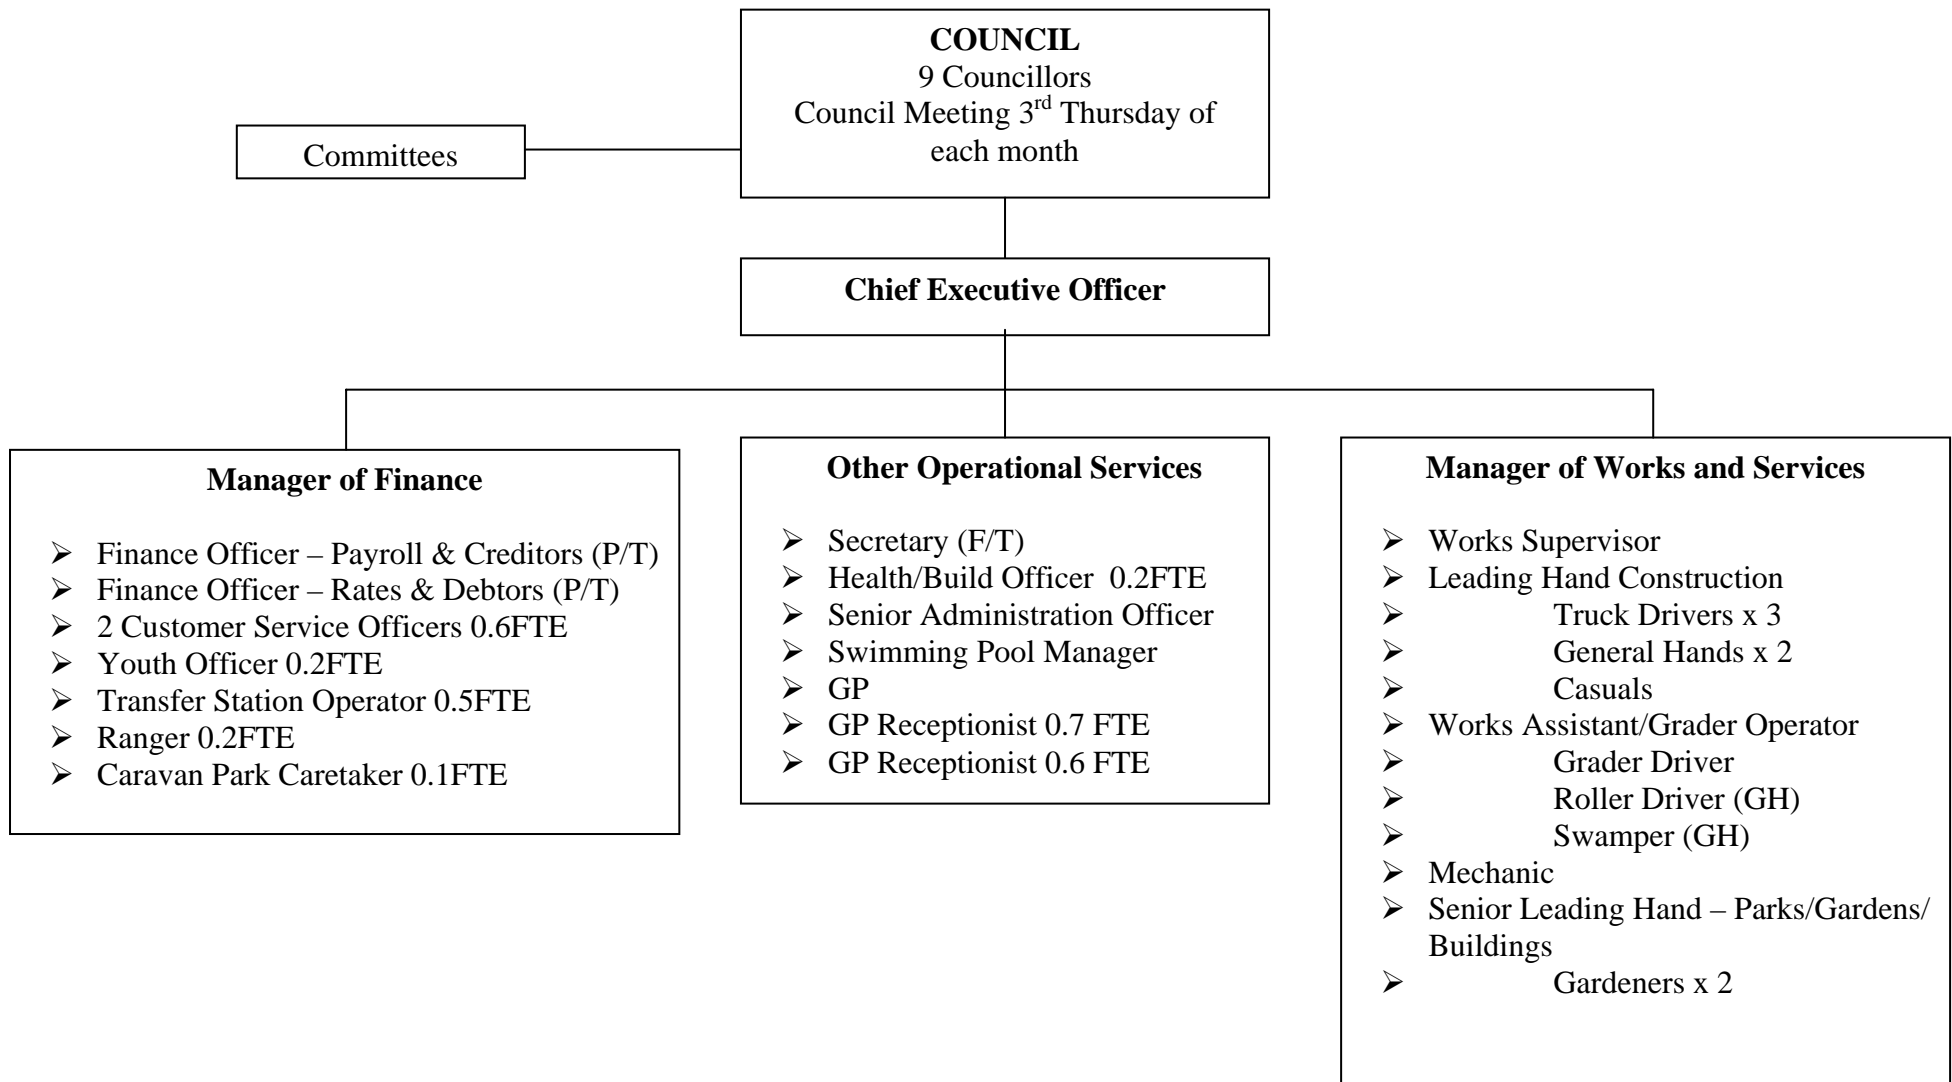 COUNCIL
9 Councillors
Council Meeting 3rd Thursday of
each month
Committees
Chief Executive Officer
Manager of Finance
➢ Finance Officer – Payroll & Creditors (P/T)
➢ Finance Officer – Rates & Debtors (P/T)
➢ 2 Customer Service Officers 0.6FTE
➢ Youth Officer 0.2FTE
➢ Transfer Station Operator 0.5FTE
➢ Ranger 0.2FTE
➢ Caravan Park Caretaker 0.1FTE
Other Operational Services
➢ Secretary (F/T)
➢ Health/Build Officer 0.2FTE
➢ Senior Administration Officer
➢ Swimming Pool Manager
➢ GP
➢ GP Receptionist 0.7 FTE
➢ GP Receptionist 0.6 FTE
Manager of Works and Services
➢ Works Supervisor
➢ Leading Hand Construction
➢ Truck Drivers x 3
➢ General Hands x 2
➢ Casuals
➢ Works Assistant/Grader Operator
➢ Grader Driver
➢ Roller Driver (GH)
➢ Swamper (GH)
➢ Mechanic
➢ Senior Leading Hand – Parks/Gardens/
Buildings
➢ Gardeners x 2